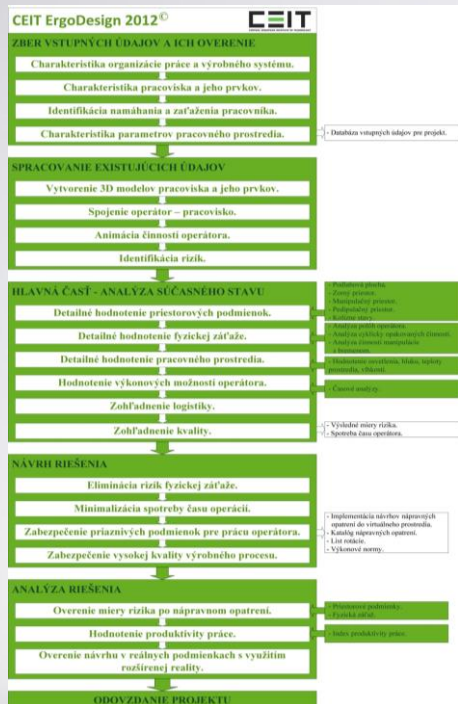 CEIT ErgoDesign 2012©
CEIT
ZBER VSTUPNÝCH ÚDAJOV A ICH OVERENIE
Charakteristika organizácie práce a výrobného systému.
Charakteristika pracoviska a jeho prvkov.
Identifikácia namáhania a zaťaženia pracovníka.
Charakteristika parametrov pracovného prostredia.
- Databáza vstupných údajov pre projekt.
SPRACOVANIE EXISTUJÚCICH ÚDAJOV
Vytvorenie 3D modelov pracoviska a jeho prvkov.
Spojenie operátor – pracovisko.
Animácia činnosti operátora.
Identifikácia rizík.
HLAVNÁ ČASŤ - ANALÝZA SÚČASNÉHO STAVU
Detailné hodnotenie priestorových podmienok.
- Podlahová plocha.
- Zorný priestor.
- Manipulačný priestor.
- Pedipulačný priestor.
- Kolízne stavy.
Detailné hodnotenie fyzickej záťaže.
- Analýza polôh operátora.
- Analýza cyklicky opakovaných činností.
- Analýza činností manipulácie
s bremenom.
Detailné hodnotenie pracovného prostredia.
- Hodnotenie osvetlenia, hluku, teploty
prostredia, vlhkosti.
Hodnotenie výkonových možností operátora.
- Časové analýzy.
Zohľadnenie logistiky.
Zohľadnenie kvality.
- Výsledné miery rizika.
- Spotreba času operátora.
NÁVRH RIEŠENIA
Eliminácia rizík fyzickej záťaže.
Minimalizácia spotreby času operácií.
Zabezpečenie priaznivých podmienok pre prácu operátora.
Zabezpečenie vysokej kvality výrobného procesu.
- Implementácia návrhov nápravných
opatrení do virtuálneho prostredia.
- Katalóg nápravných opatrení.
- List rotácie.
- Výkonové normy.
ANALÝZA RIEŠENIA
Overenie miery rizika po nápravnom opatrení.
- Priestorové podmienky.
- Fyzická záťaž.
Hodnotenie produktivity práce.
- Index produktivity práce.
Overenie návrhu v reálnych podmienkach s využitím
rozšírenej reality.
ODOVZDANIE PROJEKTU